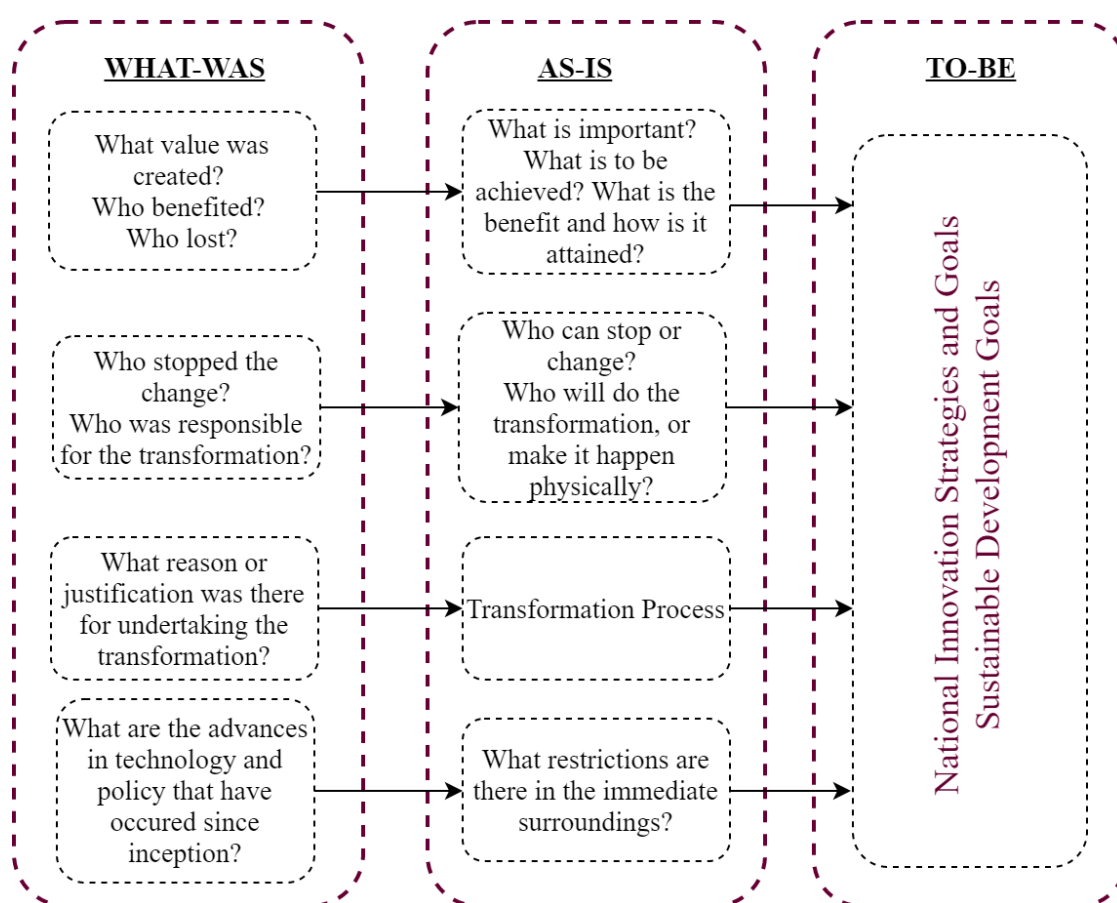 WHAT-WAS
What value was
created?
Who benefited?
Who lost?
Who stopped the
change?
Who was responsible
for the transformation?
What reason or
justification was there
for undertaking the
transformation?
What are the advances
in technology and
policy that have
occured since
inception?
AS-IS
What is important?
What is to be
achieved? What is the
benefit and how is it
attained?
Who can stop or
change?
Who will do the
transformation, or
make it happen
physically?
Transformation Process
What restrictions are
there in the immediate
surroundings?
TO-BE
National Innovation Strategies and Goals
Sustainable Development Goals